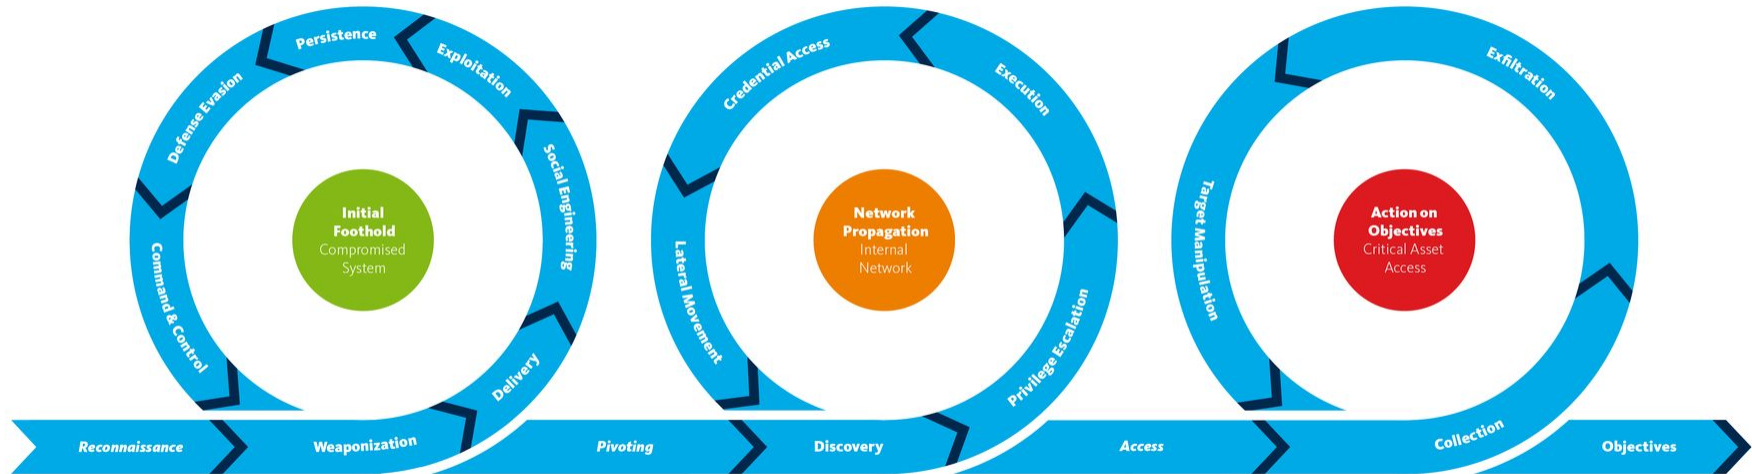 Reconnaissance
Weaponization
Delivery
Social Engineering
Exploitation
Persistence
Defense Evasion
Command & Control
Initial
Foothold
Compromised
System
Pivoting
Discovery
Privilege Escalation
Execution
Credential Access
Lateral Movement
Network
Propagation
Internal
Network
Access
Collection
Exfiltration
Target Manipulation
Action on
Objectives
Critical Asset
Access
Objectives